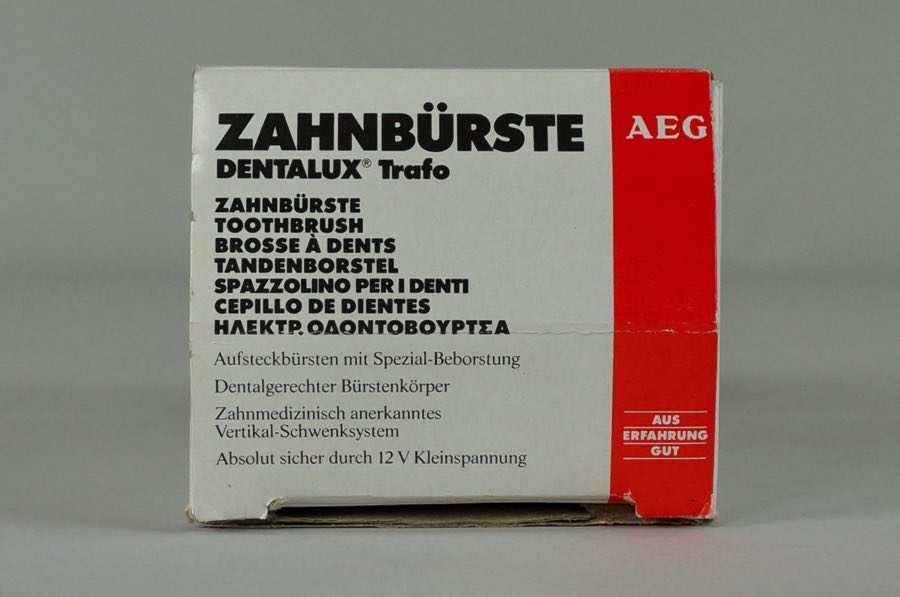 ZAHNBÜRSTE
DENTALUX® Trafo
ZAHNBÜRSTE
TOOTHBRUSH
BROSSE À DENTS
TANDENBORSTEL
SPAZZOLINO PER I DENTI
CEPILLO DE DIENTES
ΗΛΕΚΤΡ. ΟΔΟΝΤΟΒΟΥΡΤΣΑ
Aufsteckbürsten mit Spezial-Beborstung
Dentalgerechter Bürstenkörper
Zahnmedizinisch anerkanntes
Vertikal-Schwenksystem
Absolut sicher durch 12 V Kleinspannung
AEG
AUS
ERFAHRUNG
GUT